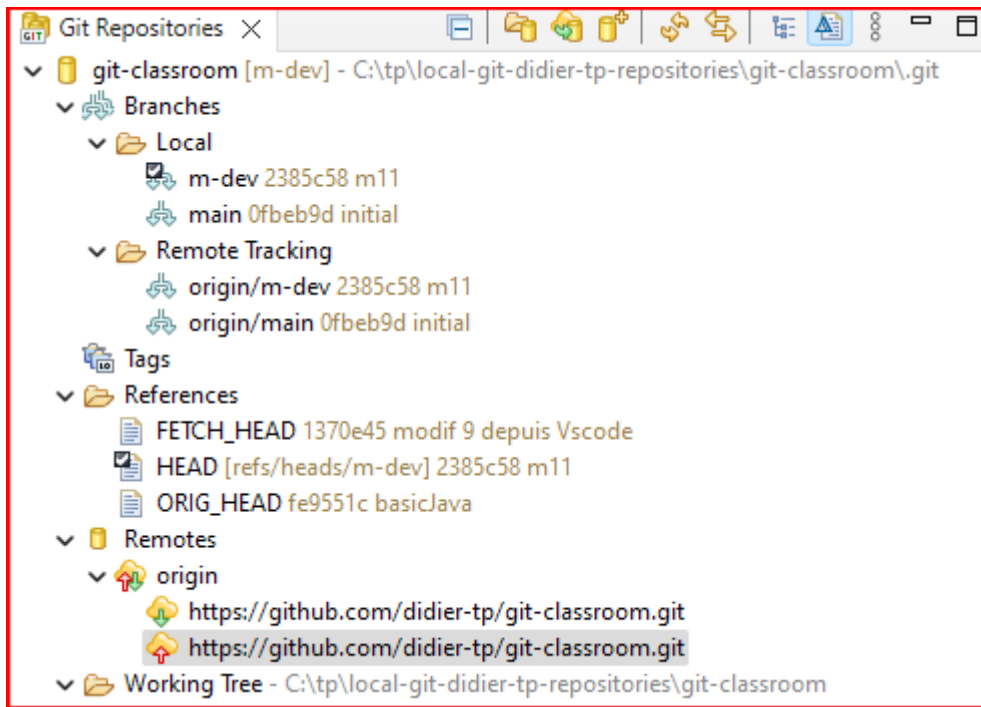 GIT Git Repositories
git-classroom [m-dev] - C:\tp\local-git-didier-tp-repositories\git-classroom\.git
Branches
Local
m-dev 2385c58 m11
main 0fbeb9d initial
Remote Tracking
origin/m-dev 2385c58 m11
origin/main 0fbeb9d initial
Tags
References
FETCH_HEAD 1370e45 modif 9 depuis Vscode
HEAD [refs/heads/m-dev] 2385c58 m11
ORIG_HEAD fe9551c basicJava
Remotes
origin
https://github.com/didier-tp/git-classroom.git
https://github.com/didier-tp/git-classroom.git
Working Tree - C:\tp\local-git-didier-tp-repositories\git-classroom